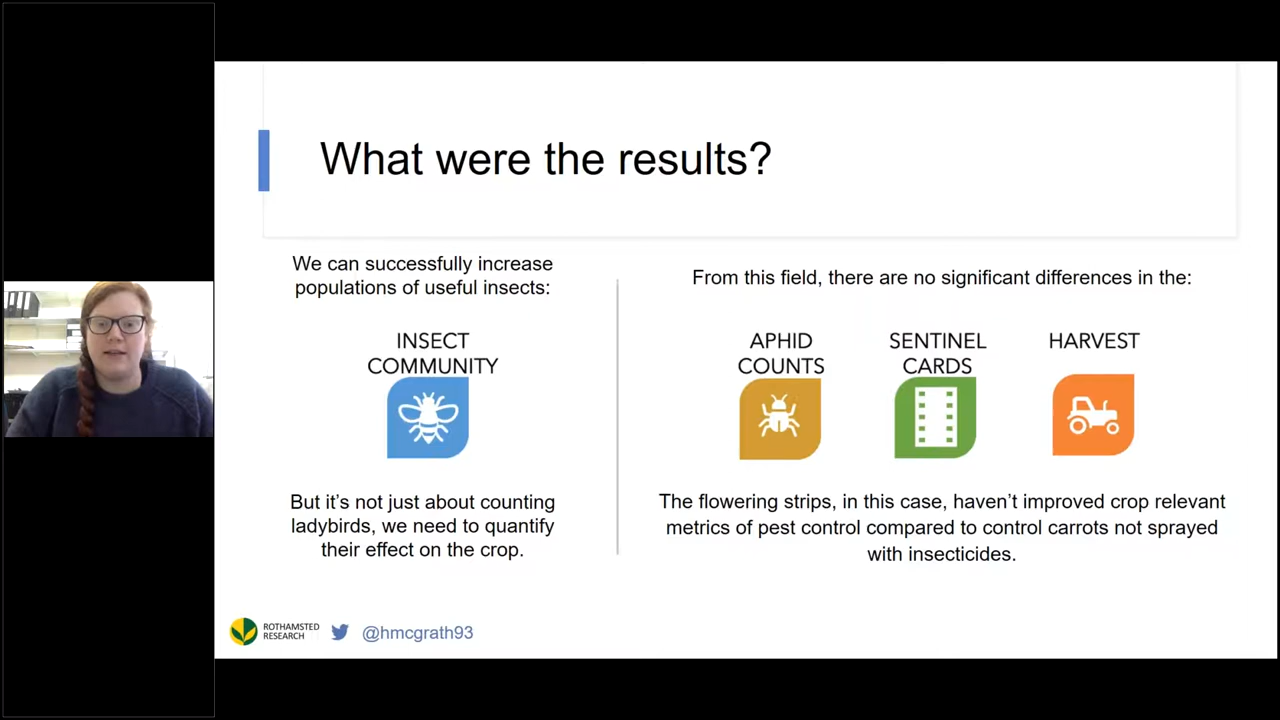 What were the results?
We can successfully increase
populations of useful insects:
INSECT
COMMUNITY
But it's not just about counting
ladybirds, we need to quantify
their effect on the crop.
From this field, there are no significant differences in the:
APHID
COUNTS
SENTINEL
CARDS
HARVEST
The flowering strips, in this case, haven't improved crop relevant
metrics of pest control compared to control carrots not sprayed
with insecticides.
ROTHAMSTED
RESEARCH
@hmcgrath93